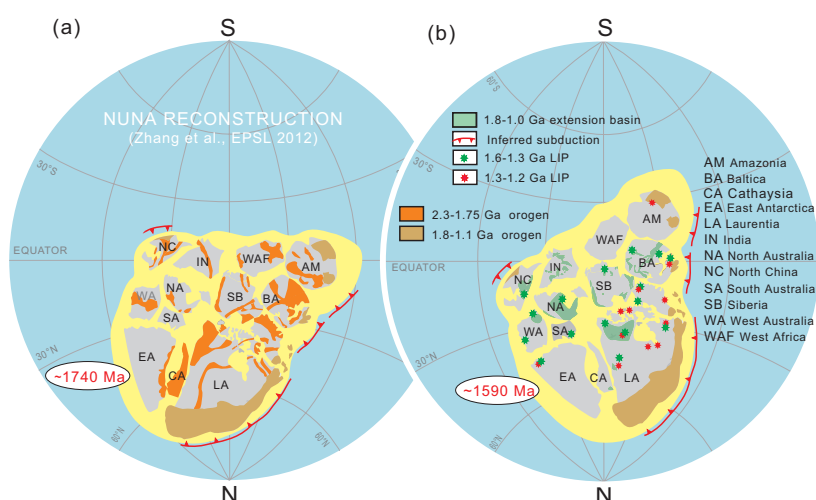 (a)
S
NUNA RECONSTRUCTION
(Zhang et al., EPSL 2012)
30°S
EQUATOR
30°N
60°N
60°N
NC
IN
WAF
AM
WA
NA
SB
BA
SA
EA
CA
LA
~1740 Ma
N
2.3-1.75 Ga orogen
1.8-1.1 Ga orogen
(b)
S
1.8-1.0 Ga extension basin
Inferred subduction
1.6-1.3 Ga LIP
1.3-1.2 Ga LIP
30°S
EQUATOR
30°N
60°N
60°N
AM
WAF
BA
NC
IN
SB
NA
WA
SA
EA
CA
LA
~1590 Ma
N
AM Amazonia
BA Baltica
CA Cathaysia
EA East Antarctica
LA Laurentia
IN India
NA North Australia
NC North China
SA South Australia
SB Siberia
WA West Australia
WAF West Africa